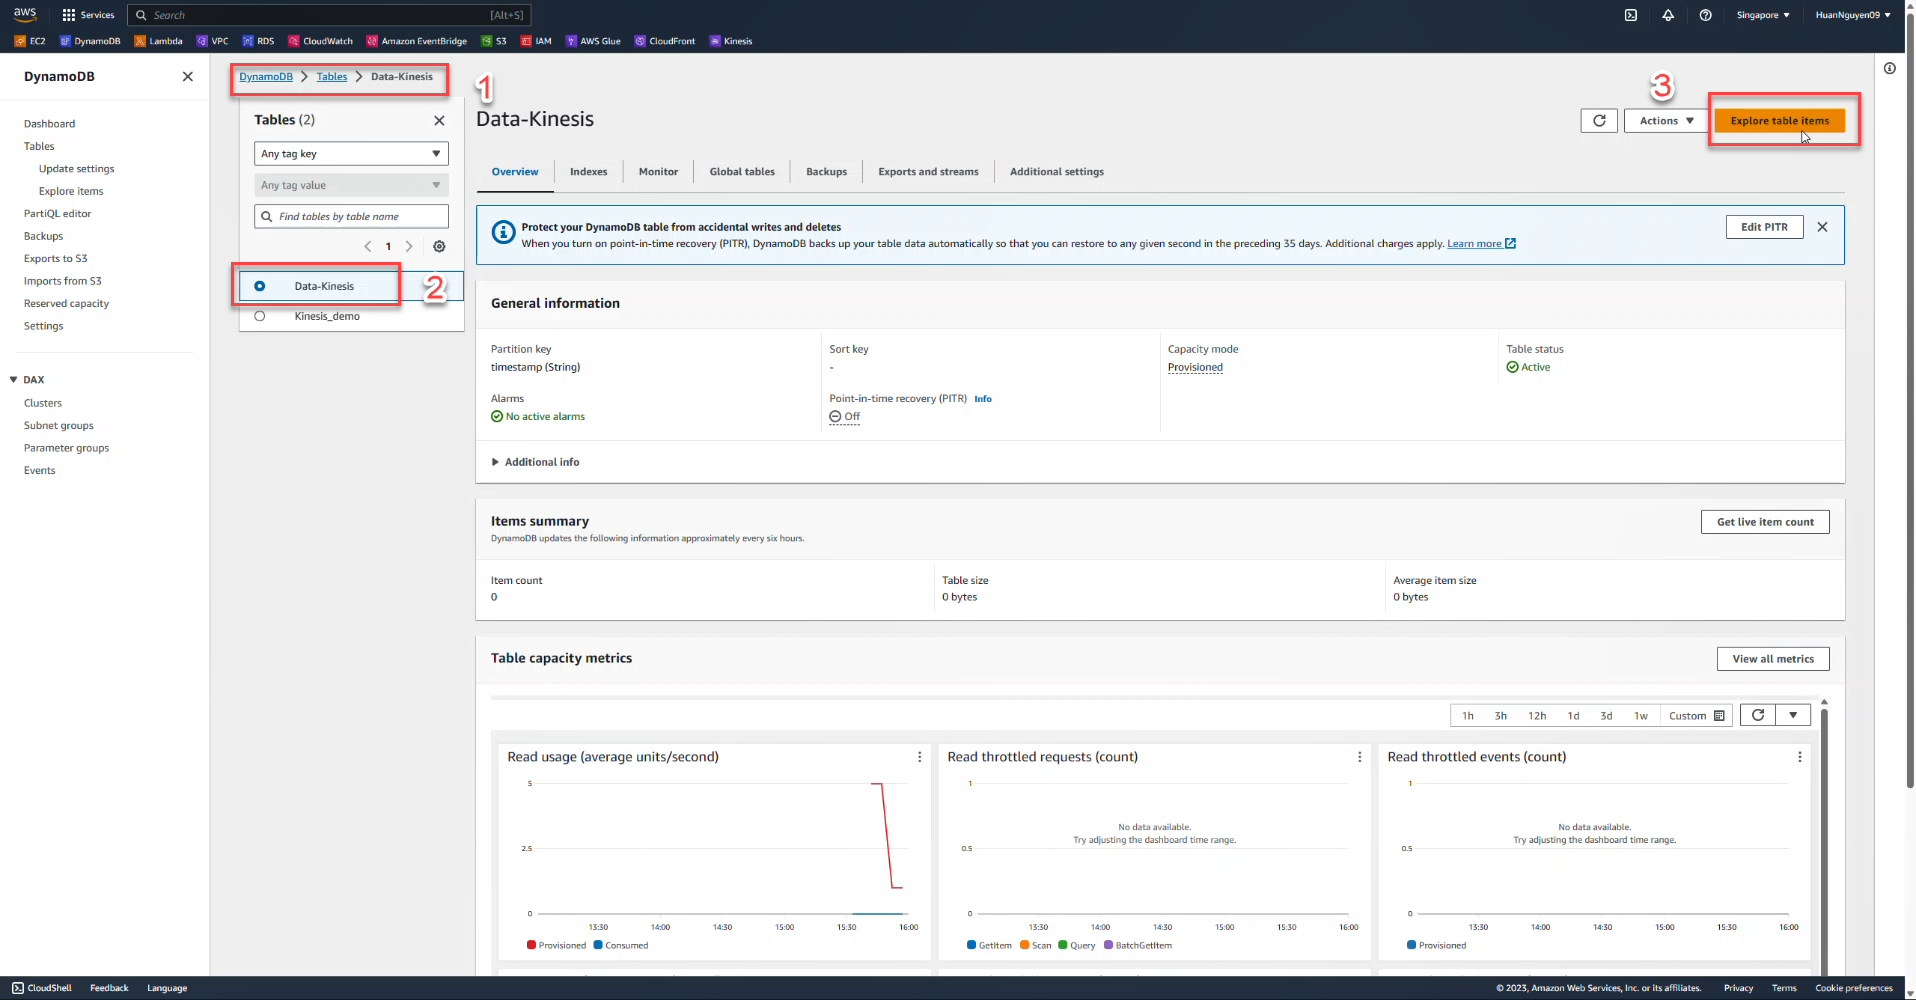 aws Services Search [Alt+S] Singapore HuanNguyen09
EC2 DynamoDB Lambda VPC RDS CloudWatch Amazon EventBridge S3 IAM AWS Glue CloudFront Kinesis
DynamoDB
Dashboard
Tables
Update settings
Explore items
PartiQL editor
Backups
Exports to S3
Imports from S3
Reserved capacity
Settings
DAX
Clusters
Subnet groups
Parameter groups
Events
DynamoDB > Tables > Data-Kinesis
1
Tables (2)
Any tag key
Any tag value
Find tables by table name
1
Data-Kinesis
2
Kinesis_demo
Data-Kinesis
3
Actions
Explore table items
Overview Indexes Monitor Global tables Backups Exports and streams Additional settings
Protect your DynamoDB table from accidental writes and deletes
When you turn on point-in-time recovery (PITR), DynamoDB backs up your table data automatically so that you can restore to any given second in the preceding 35 days. Additional charges apply. Learn more
Edit PITR
General information
Partition key
timestamp (String)
Sort key
-
Capacity mode
Provisioned
Table status
Active
Alarms
No active alarms
Point-in-time recovery (PITR) Info
Off
Additional info
Items summary
DynamoDB updates the following information approximately every six hours.
Get live item count
Item count
0
Table size
0 bytes
Average item size
0 bytes
Table capacity metrics
View all metrics
1h 3h 12h 1d 3d 1w Custom
Read usage (average units/second)
5
2.5
0
13:30 14:00 14:30 15:00 15:30 16:00
Provisioned Consumed
Read throttled requests (count)
1
No data available.
Try adjusting the dashboard time range.
0.5
0
13:30 14:00 14:30 15:00 15:30 16:00
GetItem Scan Query BatchGetItem
Read throttled events (count)
1
No data available.
Try adjusting the dashboard time range.
0.5
0
13:30 14:00 14:30 15:00 15:30 16:00
Provisioned
CloudShell Feedback Language © 2023, Amazon Web Services, Inc. or its affiliates. Privacy Terms Cookie preferences